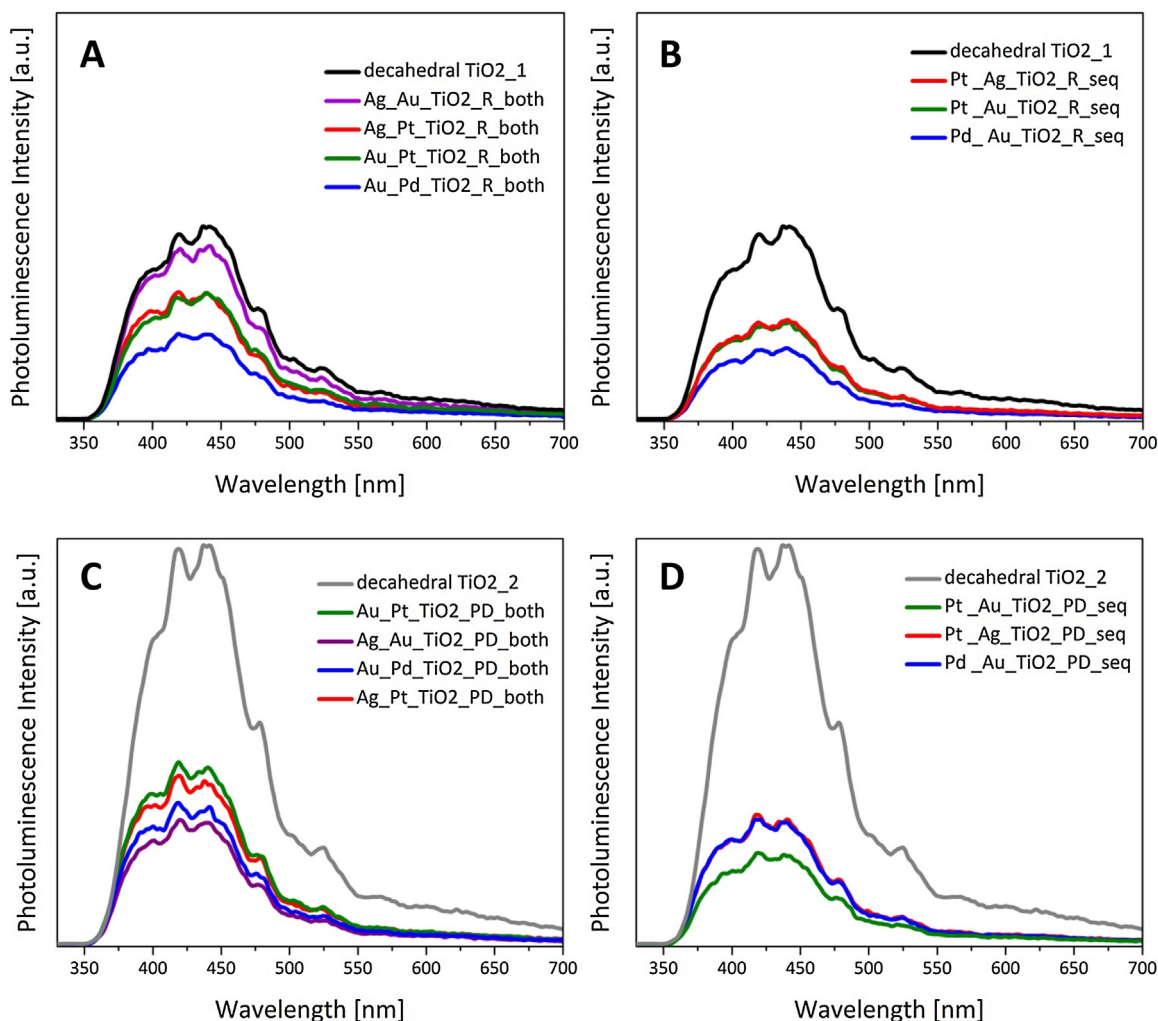 A
decahedral TiO2_1
Ag_Au_TiO2_R_both
Ag_Pt_TiO2_R_both
Au_Pt_TiO2_R_both
Au_Pd_TiO2_R_both
Photoluminescence Intensity [a.u.]
350 400 450 500 550 600 650 700
Wavelength [nm]
B
decahedral TiO2_1
Pt _Ag_TiO2_R_seq
Pt _Au_TiO2_R_seq
Pd_ Au_TiO2_R_seq
Photoluminescence Intensity [a.u.]
350 400 450 500 550 600 650 700
Wavelength [nm]
C
decahedral TiO2_2
Au_Pt_TiO2_PD_both
Ag_Au_TiO2_PD_both
Au_Pd_TiO2_PD_both
Ag_Pt_TiO2_PD_both
Photoluminescence Intensity [a.u.]
350 400 450 500 550 600 650 700
Wavelength [nm]
D
decahedral TiO2_2
Pt _Au_TiO2_PD_seq
Pt _Ag_TiO2_PD_seq
Pd _Au_TiO2_PD_seq
Photoluminescence Intensity [a.u.]
350 400 450 500 550 600 650 700
Wavelength [nm]